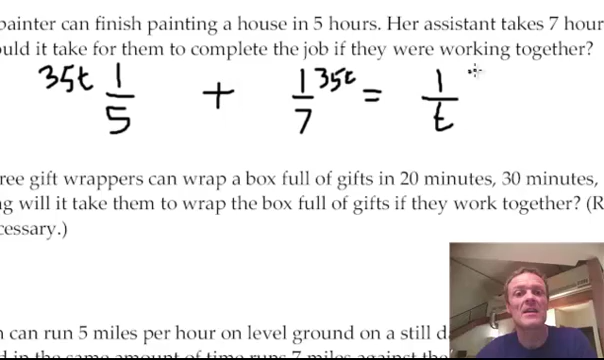 painter can finish painting a house in 5 hours. Her assistant takes 7 hour
ould it take for them to complete the job if they were working together?
35t 1/5 + 1/7 35t = 1/t
ree gift wrappers can wrap a box full of gifts in 20 minutes, 30 minutes,
ng will it take them to wrap the box full of gifts if they work together? (R
cessary.)
n can run 5 miles per hour on level ground on a still d
d in the same amount of time runs 7 miles against the